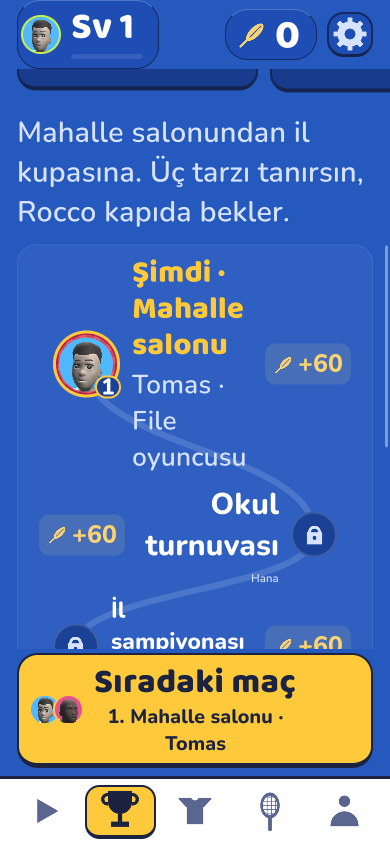 Sv 1
0
Mahalle salonundan il
kupasına. Üç tarzı tanırsın,
Rocco kapıda bekler.
Şimdi ·
Mahalle
salonu
Tomas ·
File
oyuncusu
1
+60
Okul
turnuvası
Hana
+60
İl
şampiyonası
+60
Sıradaki maç
1. Mahalle salonu ·
Tomas